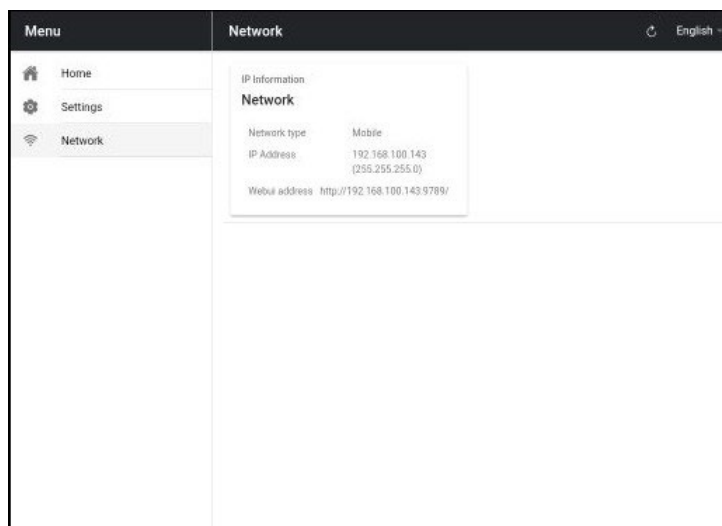 Menu
Network
English
Home
Settings
Network
IP Information
Network
Network type Mobile
IP Address 192.168.100.143
(255.255.255.0)
Webui address http://192.168.100.143:9789/